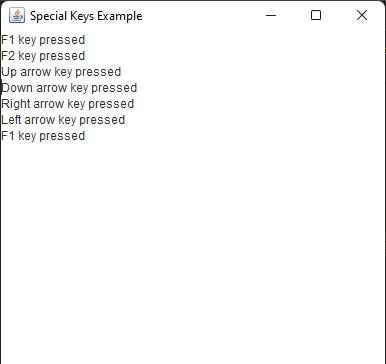 Special Keys Example
F1 key pressed
F2 key pressed
Up arrow key pressed
Down arrow key pressed
Right arrow key pressed
Left arrow key pressed
F1 key pressed